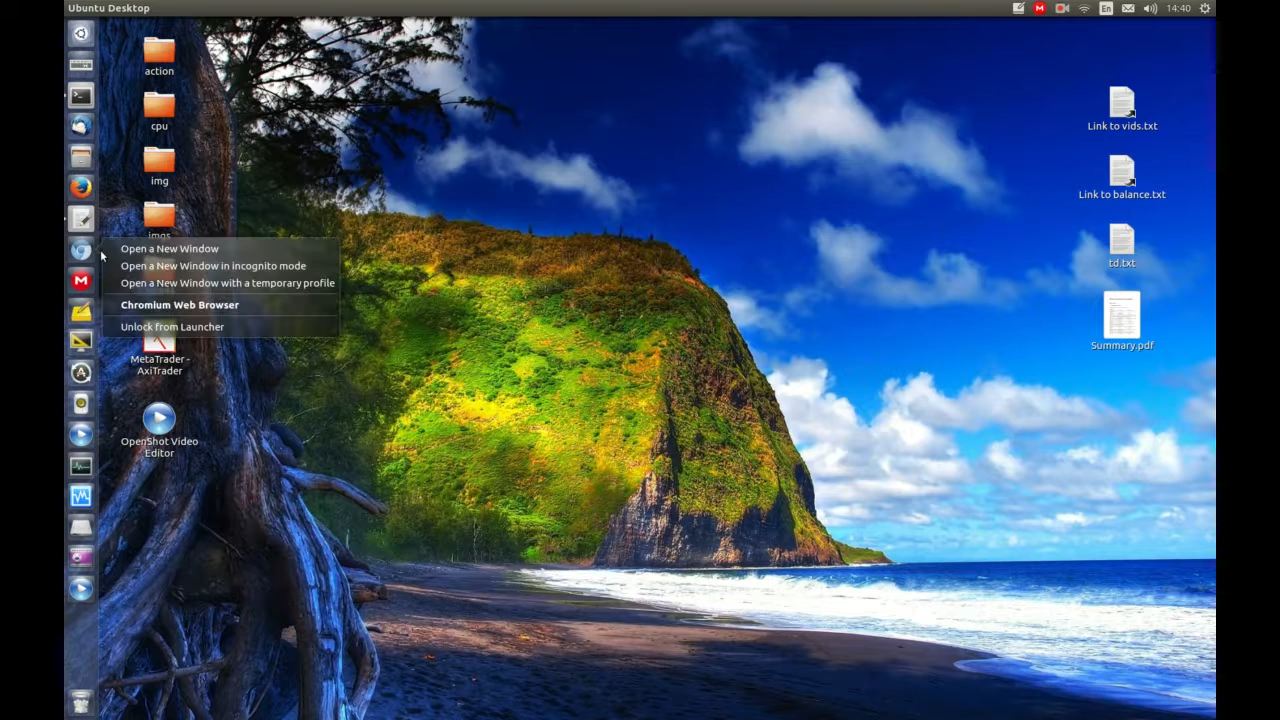 Ubuntu Desktop
En
14:40
action
cpu
img
imgs
Open a New Window
Open a New Window in incognito mode
Open a New Window with a temporary profile
Chromium Web Browser
Unlock from Launcher
MetaTrader -
AxiTrader
OpenShot Video
Editor
Link to vids.txt
Link to balance.txt
td.txt
Summary.pdf